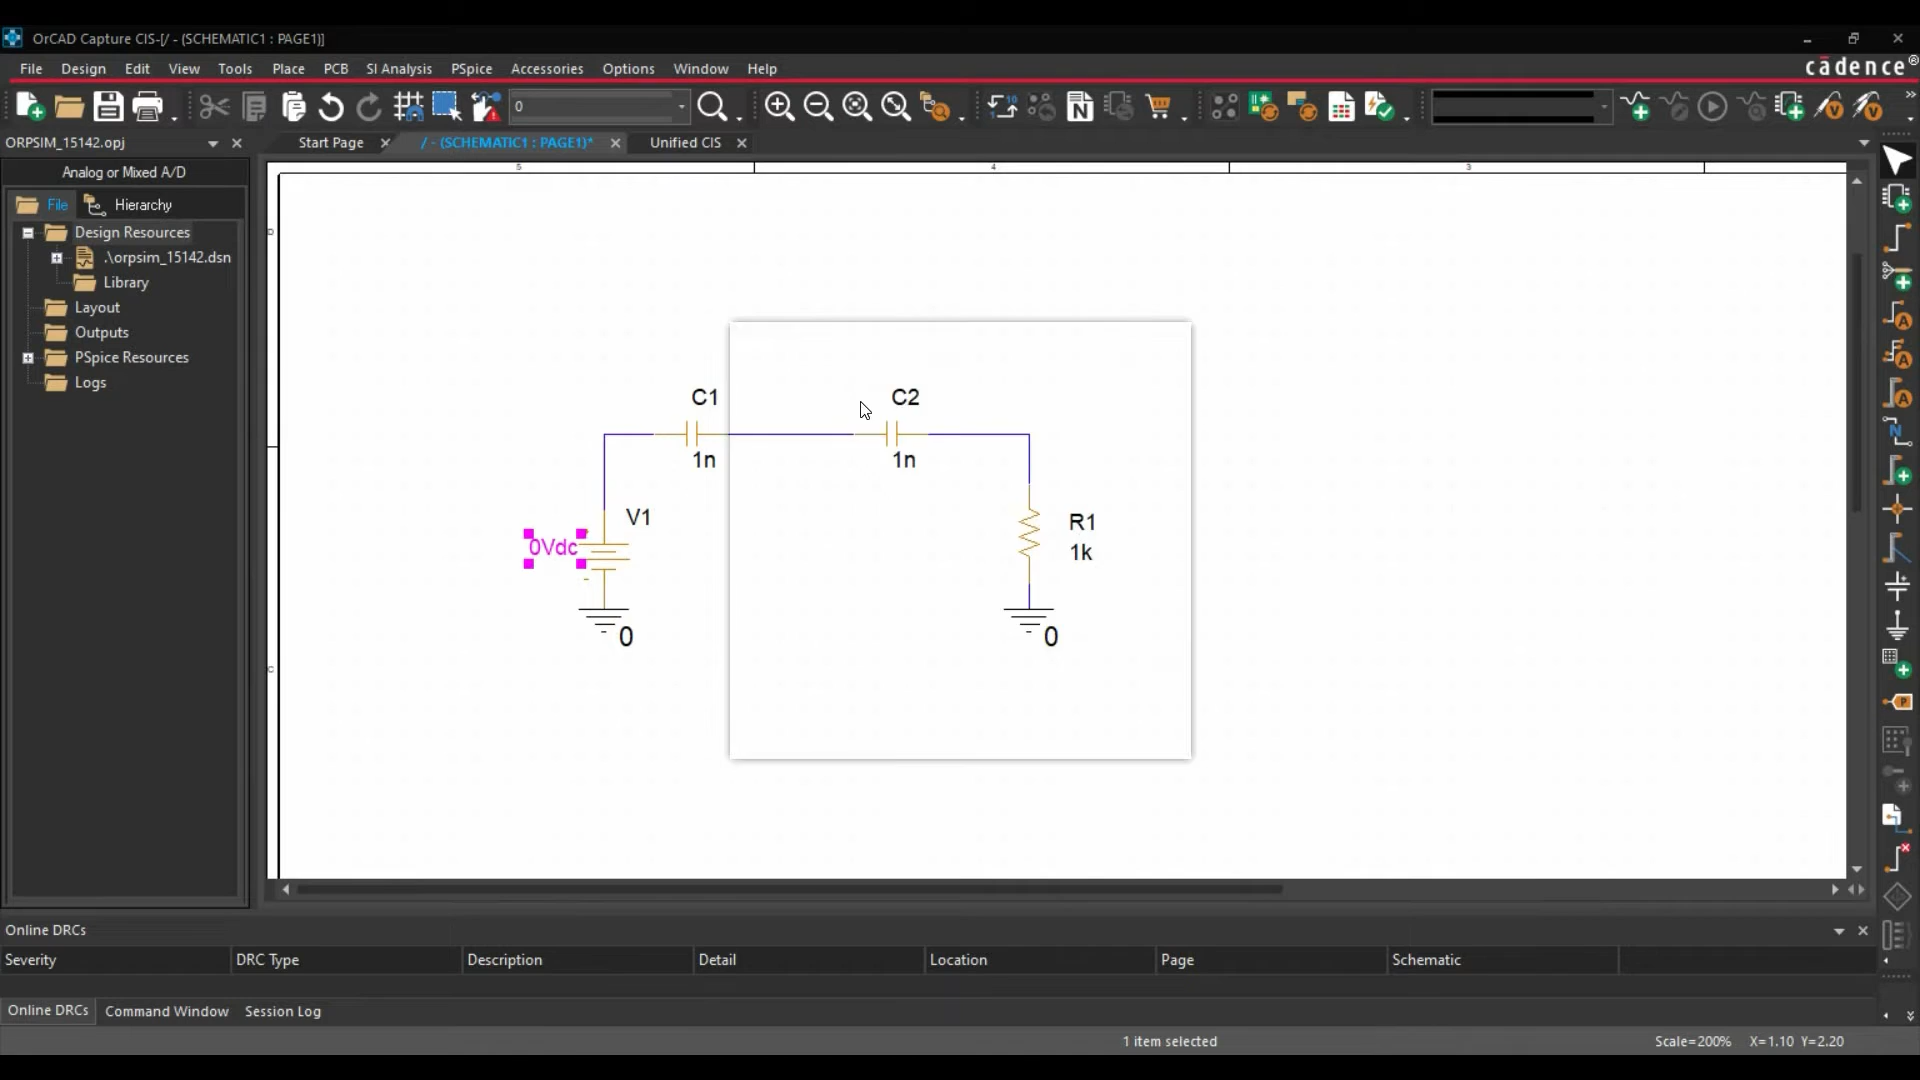 OrCAD Capture CIS-[/ - (SCHEMATIC1 : PAGE1)]
File Design Edit View Tools Place PCB SI Analysis PSpice Accessories Options Window Help
cādence®
0
ORPSIM_15142.opj
Start Page / - (SCHEMATIC1 : PAGE1)* Unified CIS
Analog or Mixed A/D
File Hierarchy
Design Resources
.\orpsim_15142.dsn
Library
Layout
Outputs
PSpice Resources
Logs
5 4 3
D
C
C1 C2
1n 1n
V1
0Vdc
R1
1k
0 0
Online DRCs
Severity DRC Type Description Detail Location Page Schematic
Online DRCs Command Window Session Log
1 item selected Scale=200% X=1.10 Y=2.20